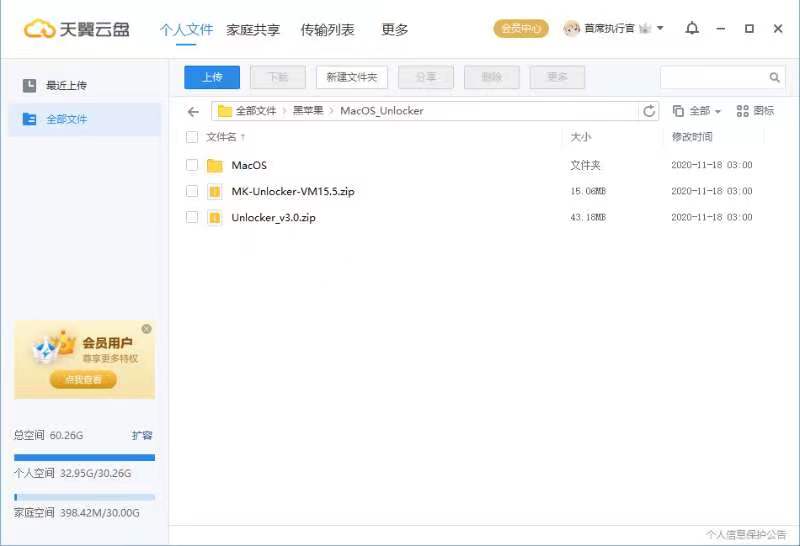 天翼云盘 个人文件 家庭共享 传输列表 更多 会员中心 首席执行官
最近上传
全部文件
上传 下载 新建文件夹 分享 删除 更多
全部文件 黑苹果 MacOS_Unlocker 全部 图标
文件名 大小 修改时间
MacOS 文件夹 2020-11-18 03:00
MK-Unlocker-VM15.5.zip 15.06MB 2020-11-18 03:00
Unlocker_v3.0.zip 43.18MB 2020-11-18 03:00
会员用户
尊享更多特权
点我查看
总空间 60.26G 扩容
个人空间 32.95G/30.26G
家庭空间 398.42M/30.00G
个人信息保护公告